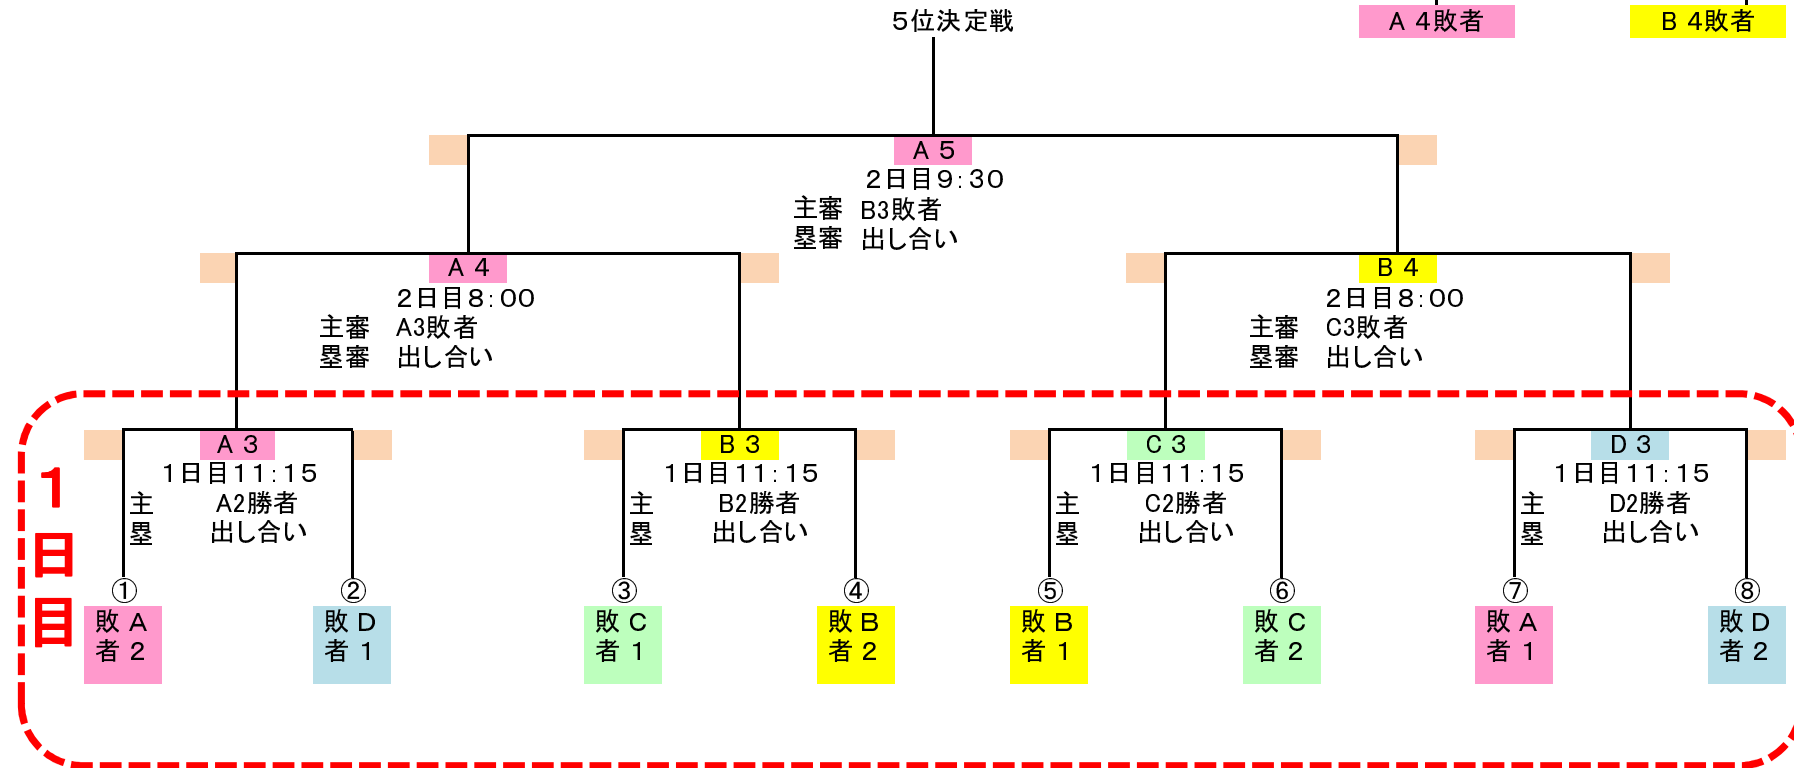 5位決定戦
A 4敗者
B 4敗者
A 5
2日目9:30
主審 B3敗者
塁審 出し合い
A 4
2日目8:00
主審 A3敗者
塁審 出し合い
B 4
2日目8:00
主審 C3敗者
塁審 出し合い
1日目
A 3
1日目11:15
主 A2勝者
塁 出し合い
B 3
1日目11:15
主 B2勝者
塁 出し合い
C 3
1日目11:15
主 C2勝者
塁 出し合い
D 3
1日目11:15
主 D2勝者
塁 出し合い
①
A2
敗者
②
D1
敗者
③
C1
敗者
④
B2
敗者
⑤
B1
敗者
⑥
C2
敗者
⑦
A1
敗者
⑧
D2
敗者